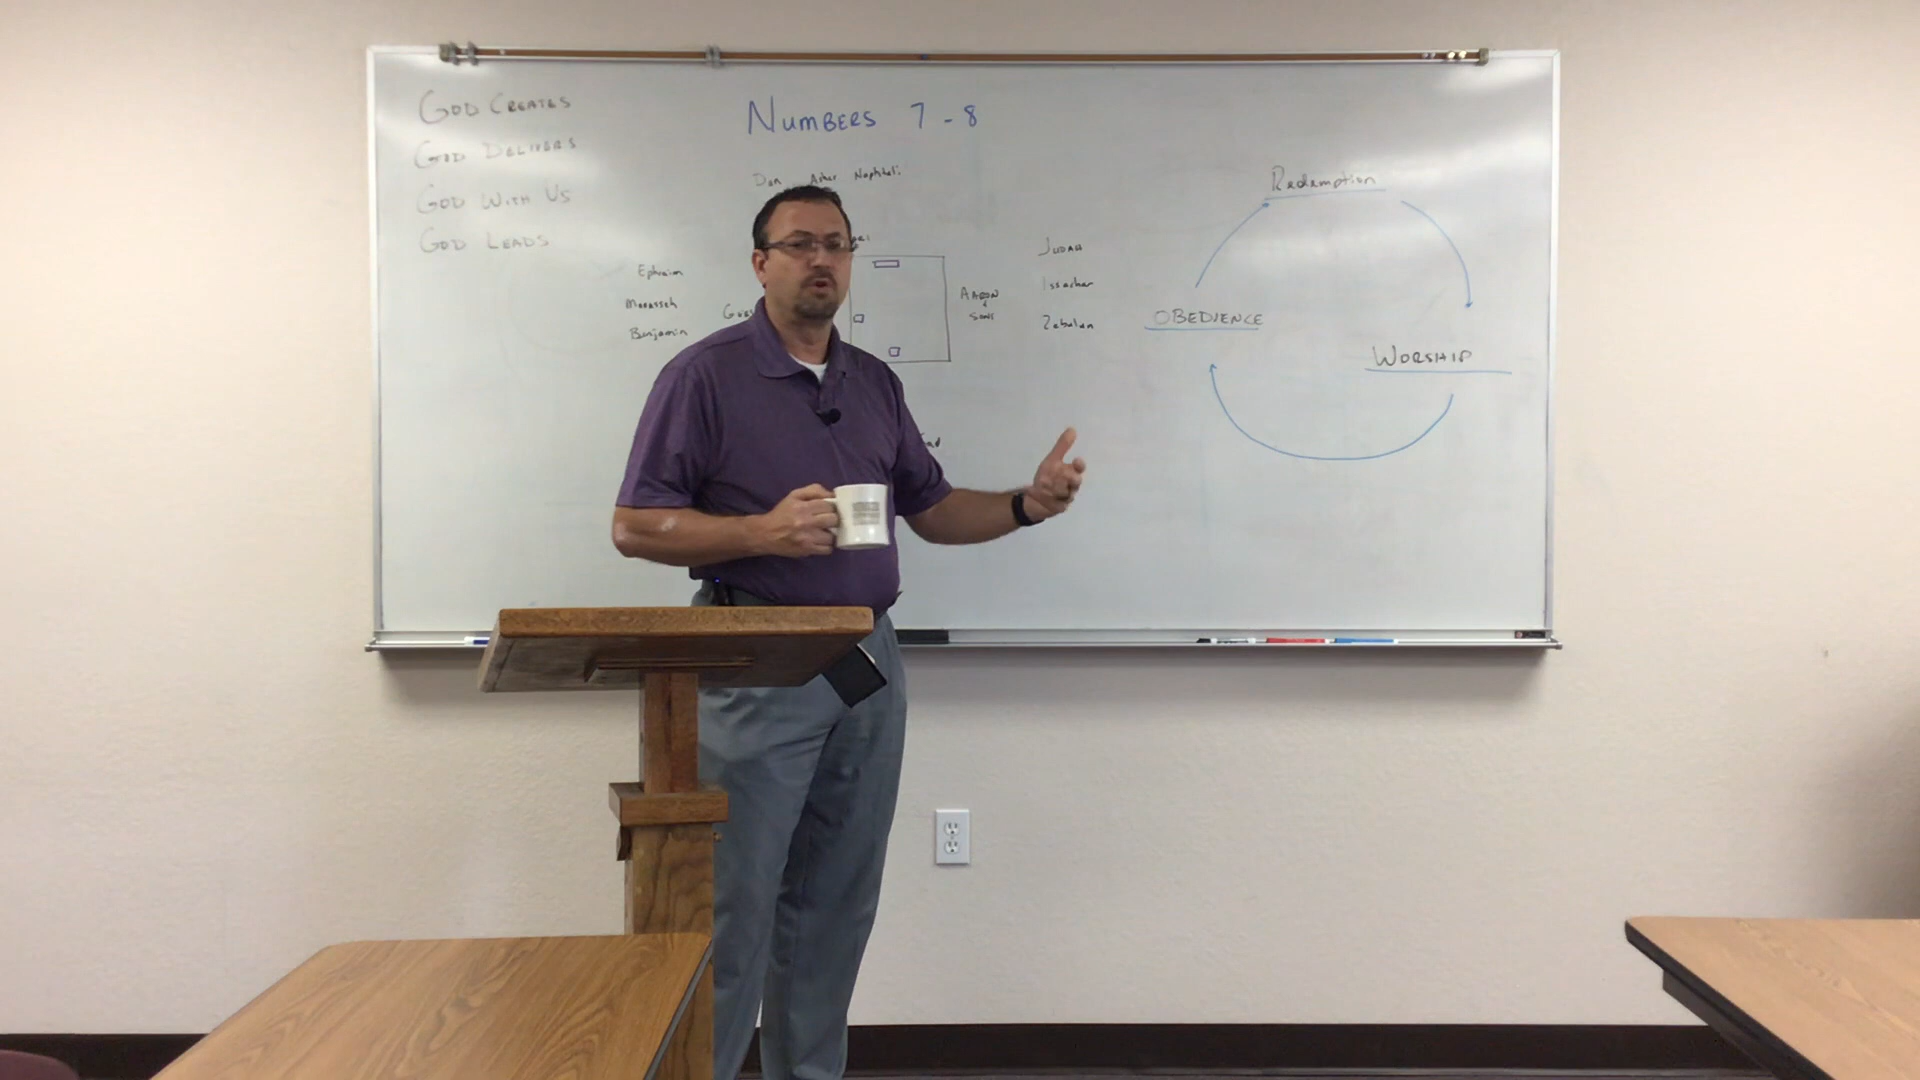 GOD CREATES
GOD DELIVERS
GOD WITH US
GOD LEADS
NUMBERS 7 - 8
Dan Asher Naphtali
Ephraim
Manasseh
Benjamin
AARON
&
SONS
JUDAH
Issachar
Zebulun
Redemption
OBEDIENCE
WORSHIP